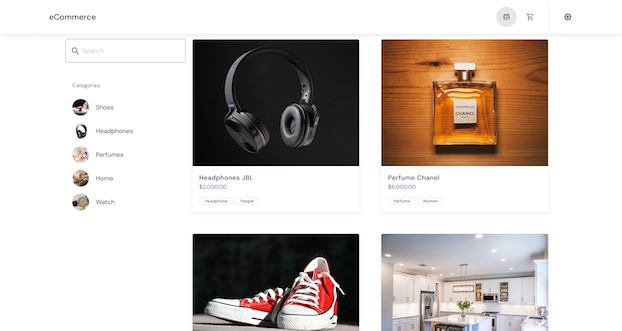 eCommerce
Search
Categories
Shoes
Headphones
Perfumes
Home
Watch
Headphones JBL
$2,000.00
Headphone
People
CHANEL
Perfume Chanel
$6,000.00
Perfume
Woman